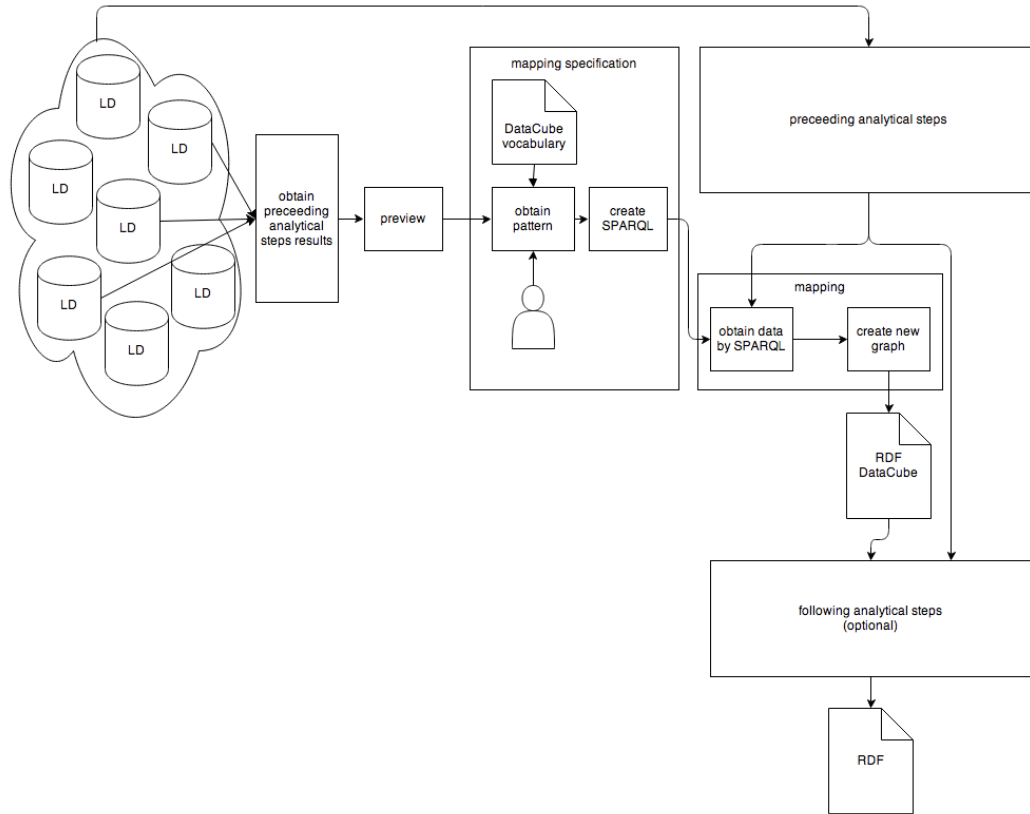 mapping specification
LD
LD
LD
LD
LD
LD
LD
obtain
preceeding
analytical
steps results
preview
DataCube
vocabulary
obtain
pattern
create
SPARQL
preceeding analytical steps
mapping
obtain data
by SPARQL
create new
graph
RDF
DataCube
following analytical steps
(optional)
RDF